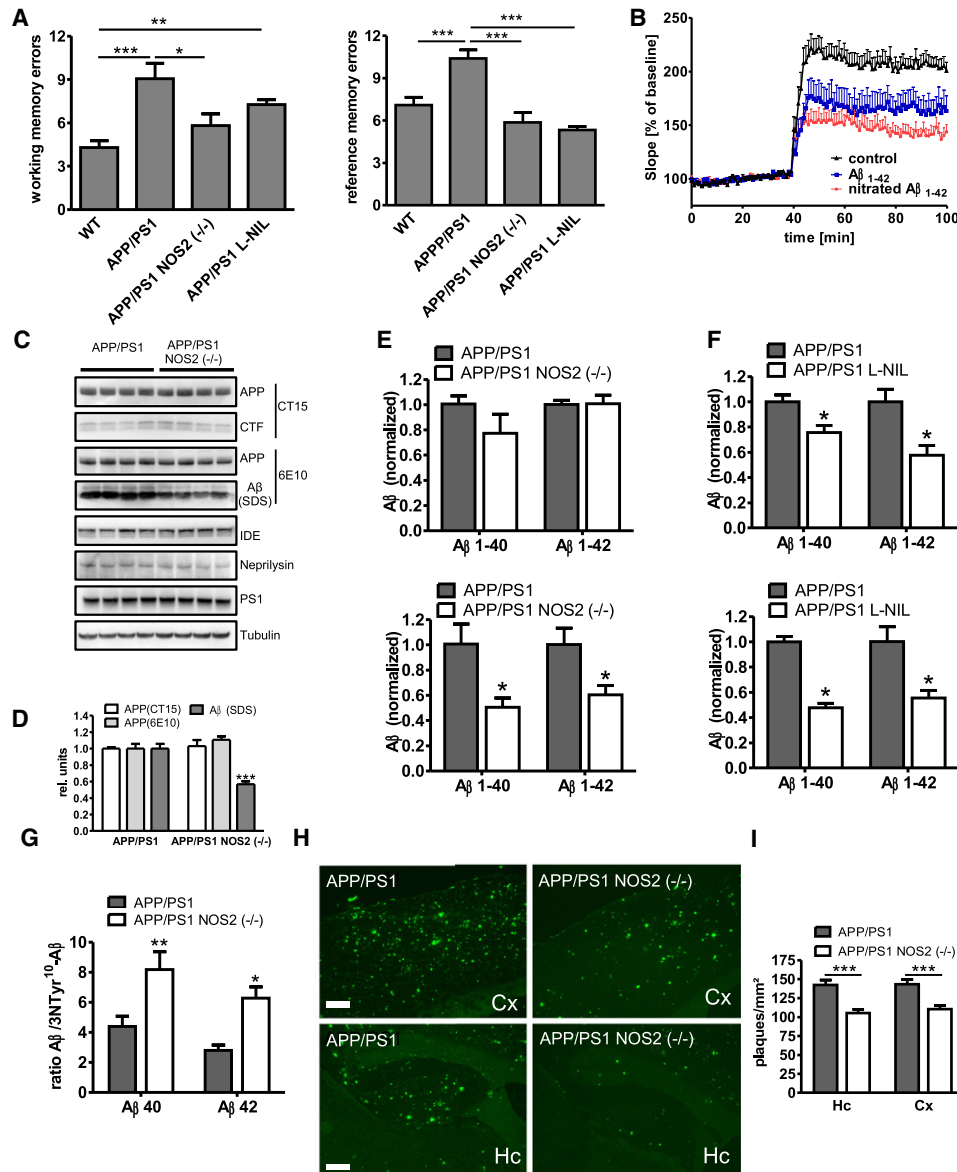 A
working memory errors
12
9
6
3
0
**
***
*
WT
APP/PS1
APP/PS1 NOS2 (-/-)
APP/PS1 L-NIL
reference memory errors
12
9
6
3
0
***
***
***
WT
APP/PS1
APP/PS1 NOS2 (-/-)
APP/PS1 L-NIL
B
Slope [% of baseline]
200
150
100
250
control
Aβ 1-42
nitrated Aβ 1-42
0 20 40 60 80 100
time [min]
C
APP/PS1
APP/PS1 NOS2 (-/-)
APP
CTF
CT15
APP
Aβ (SDS)
6E10
IDE
Neprilysin
PS1
Tubulin
D
APP(CT15)
Aβ (SDS)
APP(6E10)
rel. units
1.4
1.2
1.0
0.8
0.6
0.4
0.2
0.0
***
APP/PS1
APP/PS1 NOS2 (-/-)
E
APP/PS1
APP/PS1 NOS2 (-/-)
Aβ (normalized)
1.2
1.0
0.8
0.6
0.4
0.2
0.0
Aβ 1-40
Aβ 1-42
APP/PS1
APP/PS1 NOS2 (-/-)
Aβ (normalized)
1.2
1.0
0.8
0.6
0.4
0.2
0.0
*
*
Aβ 1-40
Aβ 1-42
F
APP/PS1
APP/PS1 L-NIL
Aβ (normalized)
1.2
1.0
0.8
0.6
0.4
0.2
0.0
*
*
Aβ 1-40
Aβ 1-42
APP/PS1
APP/PS1 L-NIL
Aβ (normalized)
1.2
1.0
0.8
0.6
0.4
0.2
0.0
*
*
Aβ 1-40
Aβ 1-42
G
APP/PS1
APP/PS1 NOS2 (-/-)
ratio Aβ /3NTyr¹⁰-Aβ
10
8
6
4
2
0
**
*
Aβ 40
Aβ 42
H
APP/PS1
Cx
APP/PS1 NOS2 (-/-)
Cx
APP/PS1
Hc
APP/PS1 NOS2 (-/-)
Hc
I
APP/PS1
APP/PS1 NOS2 (-/-)
plaques/mm²
175
150
125
100
75
50
25
0
***
***
Hc
Cx